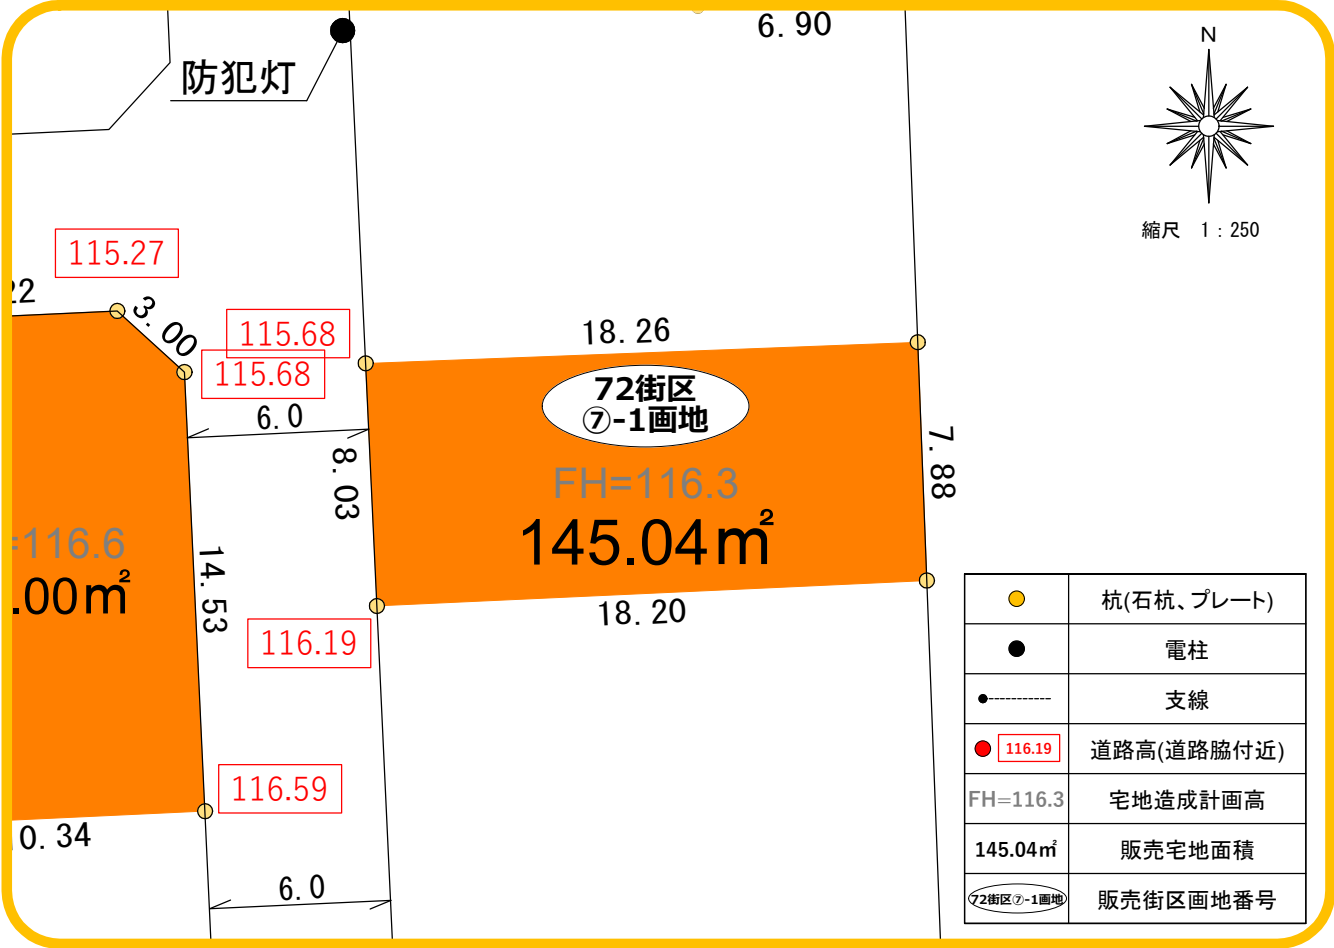 6.90
N
防犯灯
縮尺 1:250
115.27
22
3.00
115.68
18.26
115.68
72街区
⑦-1画地
6.0
8.03
7.88
FH=116.3
145.04㎡
=116.6
.00㎡
14.53
18.20
116.19
116.59
0.34
6.0
杭(石杭、プレート)
電柱
支線
116.19 道路高(道路脇付近)
FH=116.3 宅地造成計画高
145.04㎡ 販売宅地面積
72街区⑦-1画地 販売街区画地番号